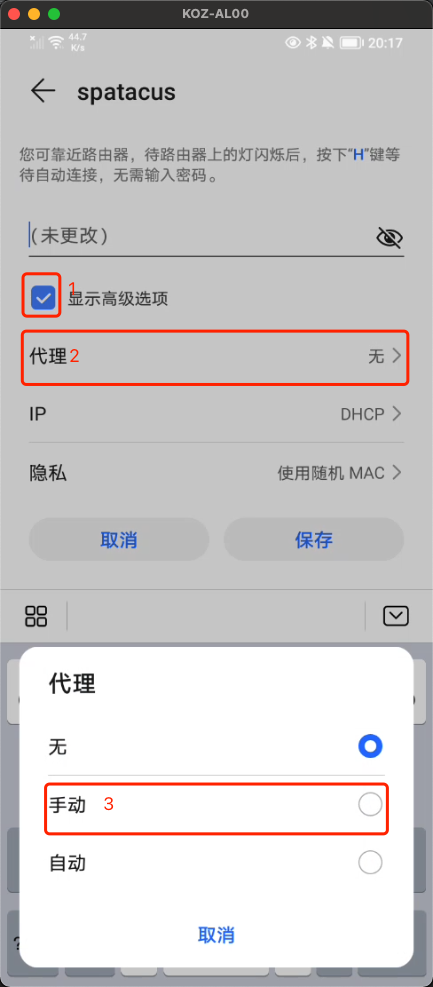 KOZ-AL00
44.7
K/s
20:17
spatacus
您可靠近路由器，待路由器上的灯闪烁后，按下“H”键等
待自动连接，无需输入密码。
(未更改)
1
显示高级选项
代理2 无
IP DHCP
隐私 使用随机 MAC
取消 保存
代理
无
手动 3
自动
?
取消